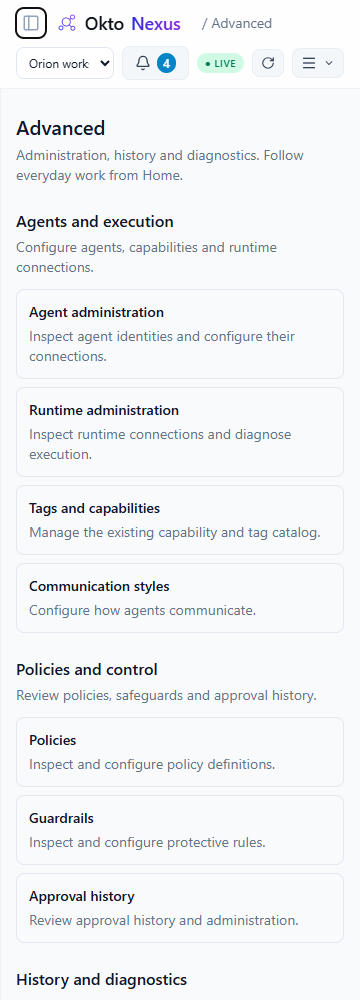 Okto Nexus / Advanced
Orion work 4 LIVE
Advanced
Administration, history and diagnostics. Follow
everyday work from Home.
Agents and execution
Configure agents, capabilities and runtime
connections.
Agent administration
Inspect agent identities and configure their
connections.
Runtime administration
Inspect runtime connections and diagnose
execution.
Tags and capabilities
Manage the existing capability and tag catalog.
Communication styles
Configure how agents communicate.
Policies and control
Review policies, safeguards and approval history.
Policies
Inspect and configure policy definitions.
Guardrails
Inspect and configure protective rules.
Approval history
Review approval history and administration.
History and diagnostics